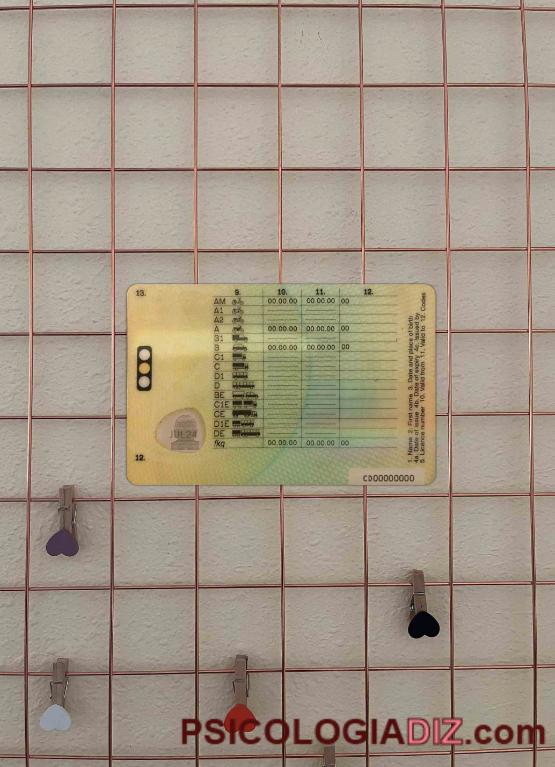 13. 9. 10. 11. 12.
AM 00.00.00 00.00.00 00
A1
A2
A 00.00.00 00.00.00 00
B1
B 00.00.00 00.00.00 00
C1
C
D1
D
BE
C1E
CE
D1E
DE
fkq 00.00.00 00.00.00 00
JUL24
12.
CD00000000
1. Name 2. First name 3. Date and place of birth
4a. Date of issue 4b. Date of expiry 4c. Issued by
5. Licence number 10. Valid from 11. Valid to 12. Codes
PSICOLOGIADIZ.com